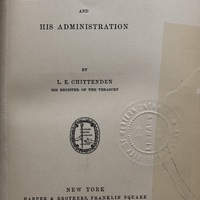 AND
HIS ADMINISTRATION
BY
L. E. CHITTENDEN
HIS REGISTER OF THE TREASURY
NEW YORK
HARPER & BROTHERS, FRANKLIN SQUARE